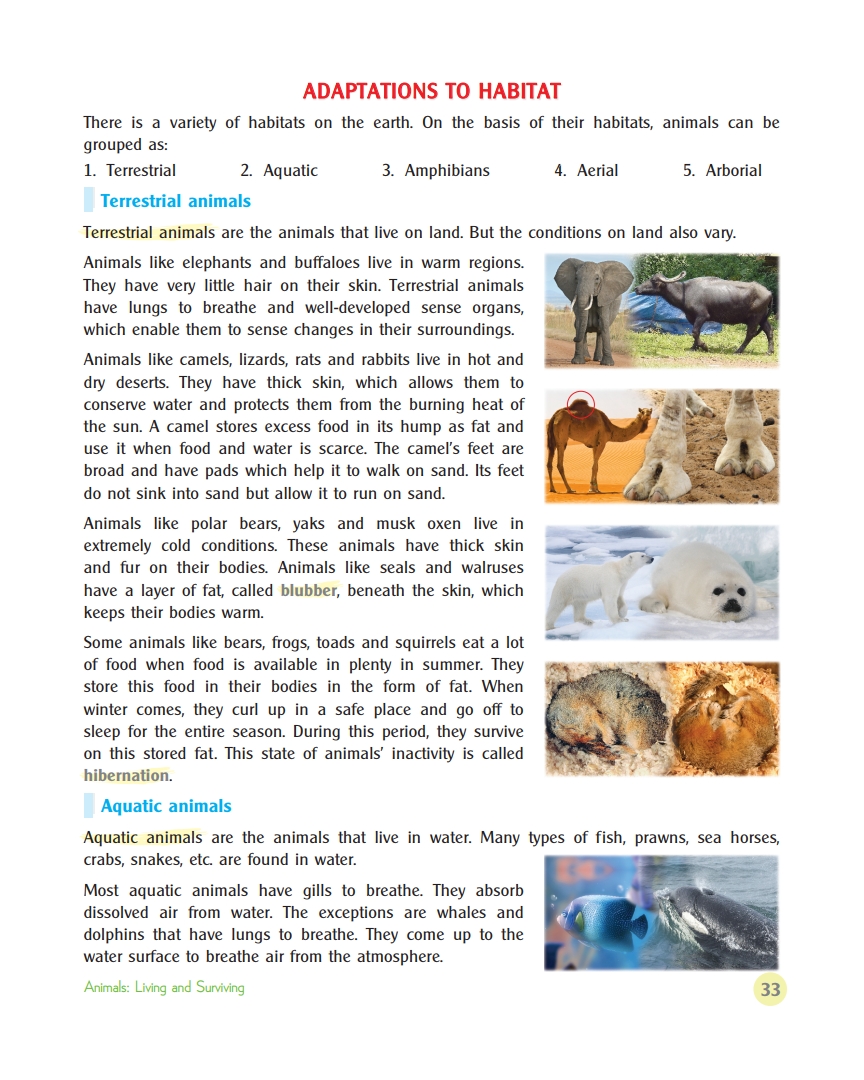 ADAPTATIONS TO HABITAT
There is a variety of habitats on the earth. On the basis of their habitats, animals can be
grouped as:
1. Terrestrial 2. Aquatic 3. Amphibians 4. Aerial 5. Arborial
Terrestrial animals
Terrestrial animals are the animals that live on land. But the conditions on land also vary.
Animals like elephants and buffaloes live in warm regions.
They have very little hair on their skin. Terrestrial animals
have lungs to breathe and well-developed sense organs,
which enable them to sense changes in their surroundings.
Animals like camels, lizards, rats and rabbits live in hot and
dry deserts. They have thick skin, which allows them to
conserve water and protects them from the burning heat of
the sun. A camel stores excess food in its hump as fat and
use it when food and water is scarce. The camel's feet are
broad and have pads which help it to walk on sand. Its feet
do not sink into sand but allow it to run on sand.
Animals like polar bears, yaks and musk oxen live in
extremely cold conditions. These animals have thick skin
and fur on their bodies. Animals like seals and walruses
have a layer of fat, called blubber, beneath the skin, which
keeps their bodies warm.
Some animals like bears, frogs, toads and squirrels eat a lot
of food when food is available in plenty in summer. They
store this food in their bodies in the form of fat. When
winter comes, they curl up in a safe place and go off to
sleep for the entire season. During this period, they survive
on this stored fat. This state of animals' inactivity is called
hibernation.
Aquatic animals
Aquatic animals are the animals that live in water. Many types of fish, prawns, sea horses,
crabs, snakes, etc. are found in water.
Most aquatic animals have gills to breathe. They absorb
dissolved air from water. The exceptions are whales and
dolphins that have lungs to breathe. They come up to the
water surface to breathe air from the atmosphere.
Animals: Living and Surviving
33